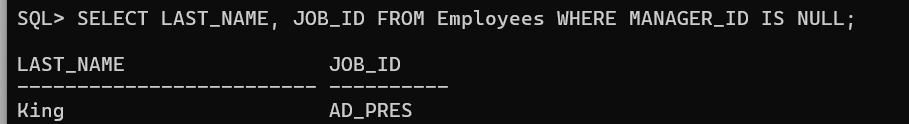 SQL> SELECT LAST_NAME, JOB_ID FROM Employees WHERE MANAGER_ID IS NULL;
LAST_NAME                 JOB_ID
------------------------- ----------
King                      AD_PRES